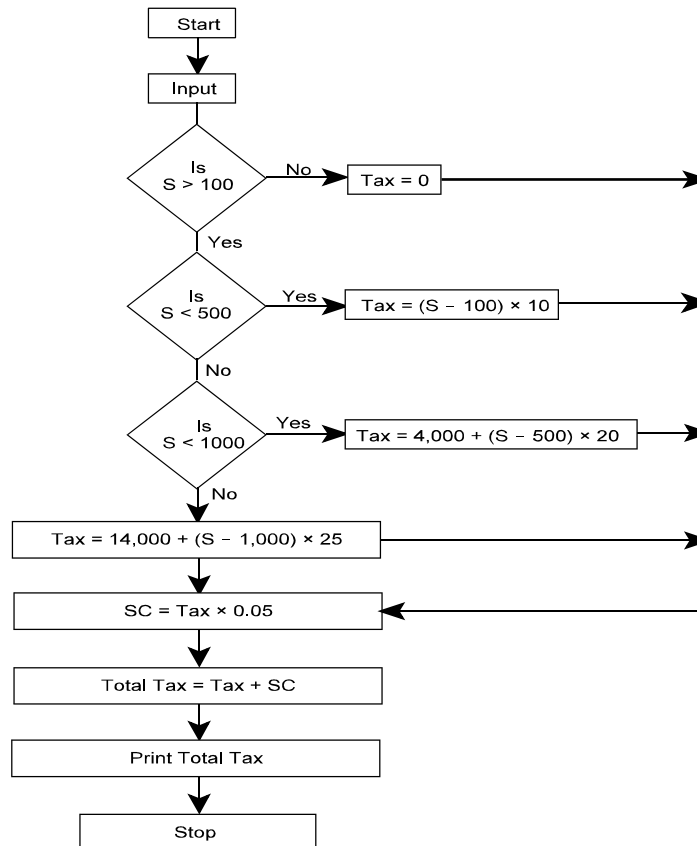 Start
Input
Is
S > 100
No
Tax = 0
Yes
Is
S < 500
Yes
Tax = (S – 100) × 10
No
Is
S < 1000
Yes
Tax = 4,000 + (S – 500) × 20
No
Tax = 14,000 + (S – 1,000) × 25
SC = Tax × 0.05
Total Tax = Tax + SC
Print Total Tax
Stop